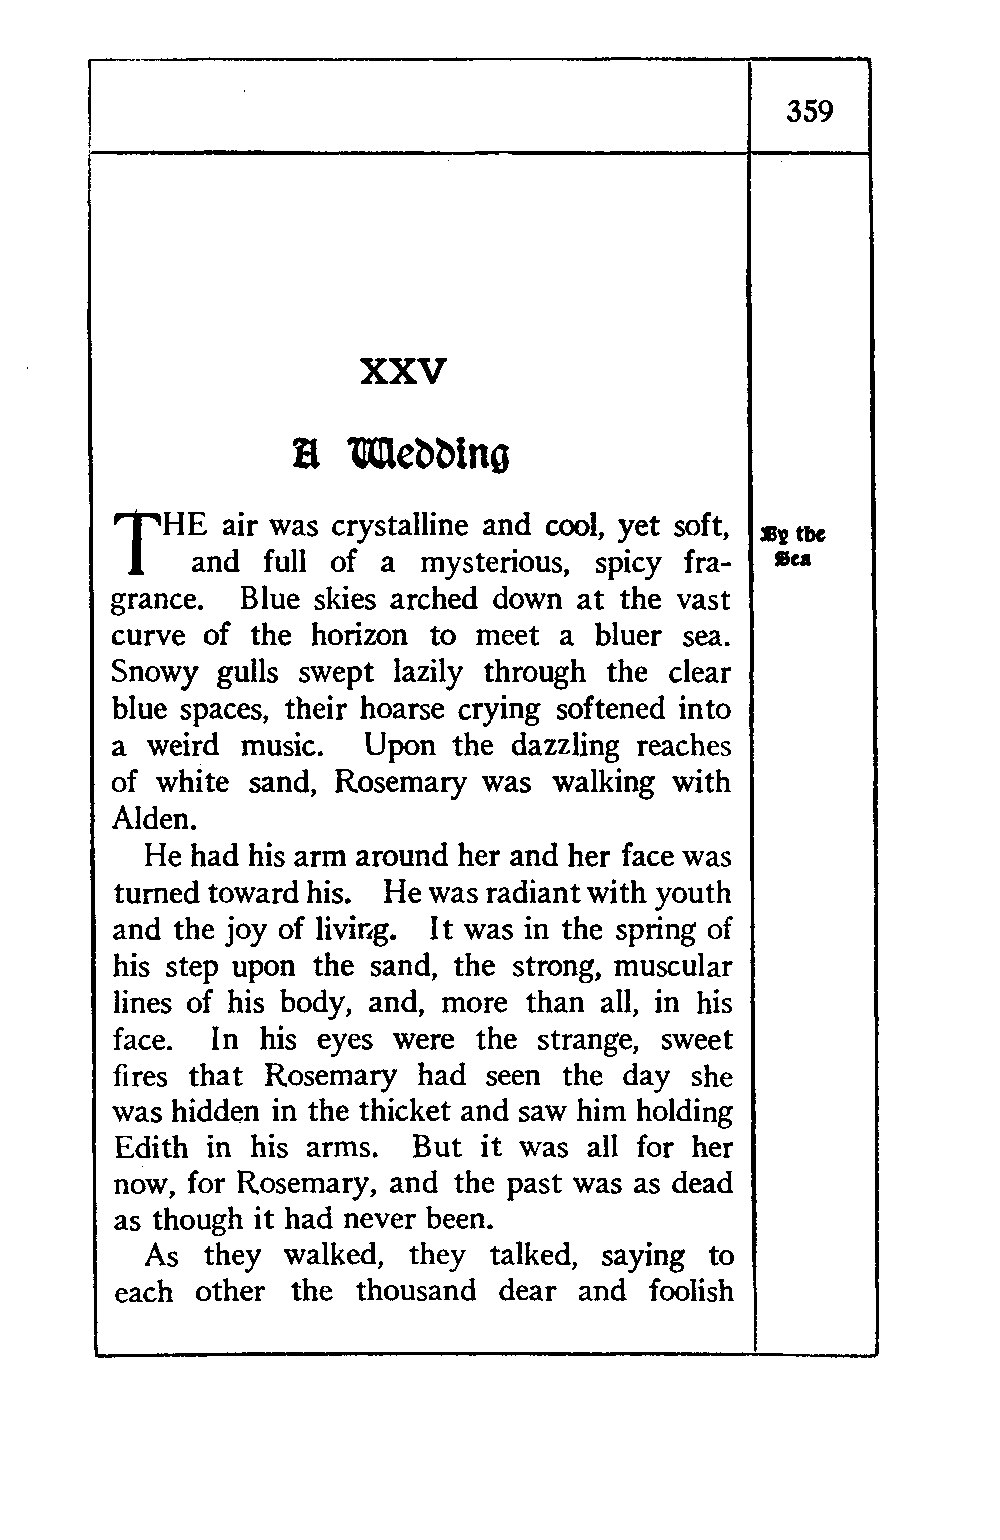 359
XXV
A Wedding
THE air was crystalline and cool, yet soft,
and full of a mysterious, spicy fra-
grance. Blue skies arched down at the vast
curve of the horizon to meet a bluer sea.
Snowy gulls swept lazily through the clear
blue spaces, their hoarse crying softened into
a weird music. Upon the dazzling reaches
of white sand, Rosemary was walking with
Alden.
He had his arm around her and her face was
turned toward his. He was radiant with youth
and the joy of living. It was in the spring of
his step upon the sand, the strong, muscular
lines of his body, and, more than all, in his
face. In his eyes were the strange, sweet
fires that Rosemary had seen the day she
was hidden in the thicket and saw him holding
Edith in his arms. But it was all for her
now, for Rosemary, and the past was as dead
as though it had never been.
As they walked, they talked, saying to
each other the thousand dear and foolish
By the
Sea